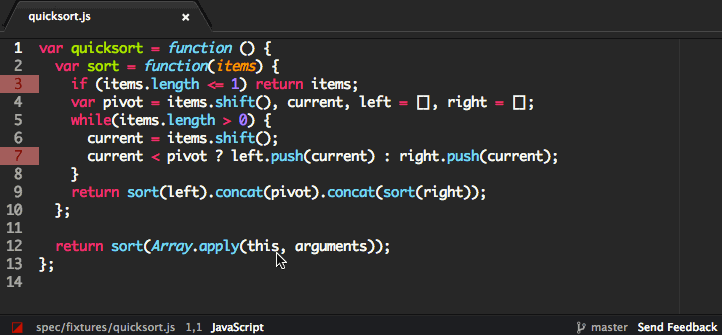 quicksort.js
1 var quicksort = function () {
2   var sort = function(items) {
3     if (items.length <= 1) return items;
4     var pivot = items.shift(), current, left = [], right = [];
5     while(items.length > 0) {
6       current = items.shift();
7       current < pivot ? left.push(current) : right.push(current);
8     }
9     return sort(left).concat(pivot).concat(sort(right));
10   };
11
12   return sort(Array.apply(this, arguments));
13 };
14
spec/fixtures/quicksort.js 1,1 JavaScript master Send Feedback